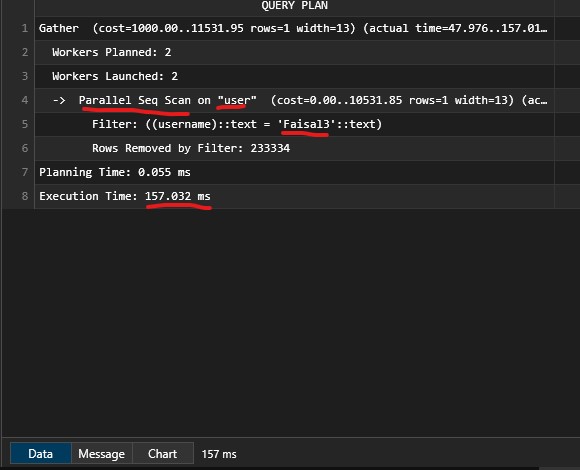 QUERY PLAN
1 Gather (cost=1000.00..11531.95 rows=1 width=13) (actual time=47.976..157.01...
2 Workers Planned: 2
3 Workers Launched: 2
4 -> Parallel Seq Scan on "user" (cost=0.00..10531.85 rows=1 width=13) (ac...
5 Filter: ((username)::text = 'Faisal3'::text)
6 Rows Removed by Filter: 233334
7 Planning Time: 0.055 ms
8 Execution Time: 157.032 ms
Data Message Chart 157 ms